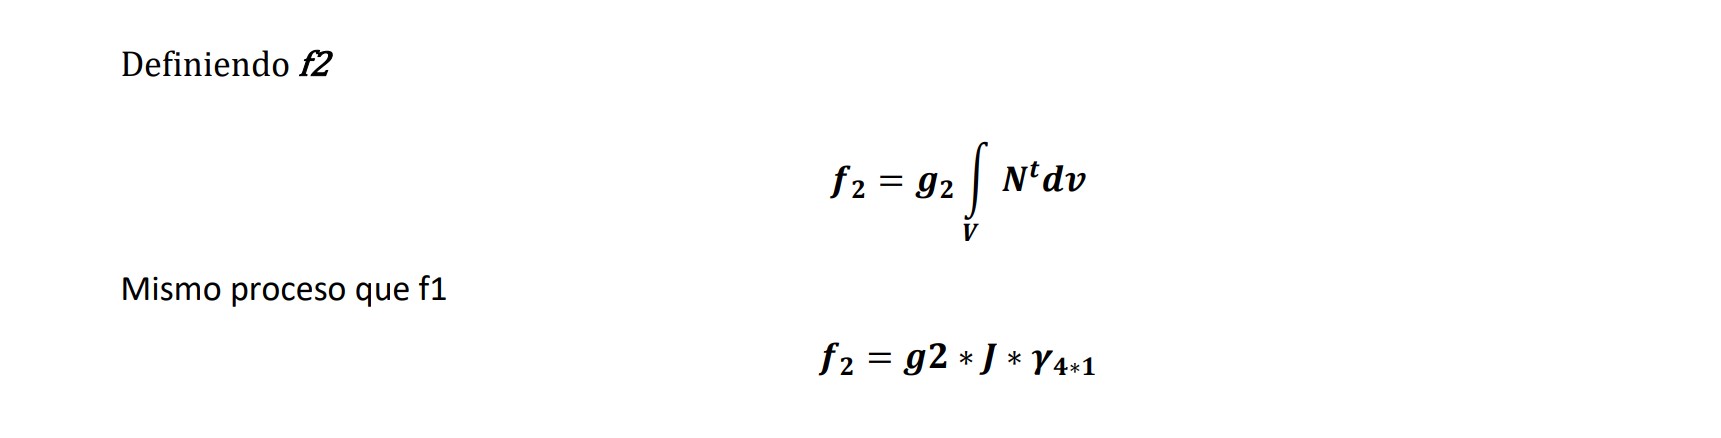 Definiendo f2
f₂ = g₂ ∫_V Nᵗdv
Mismo proceso que f1
f₂ = g2 * J * γ₄*₁